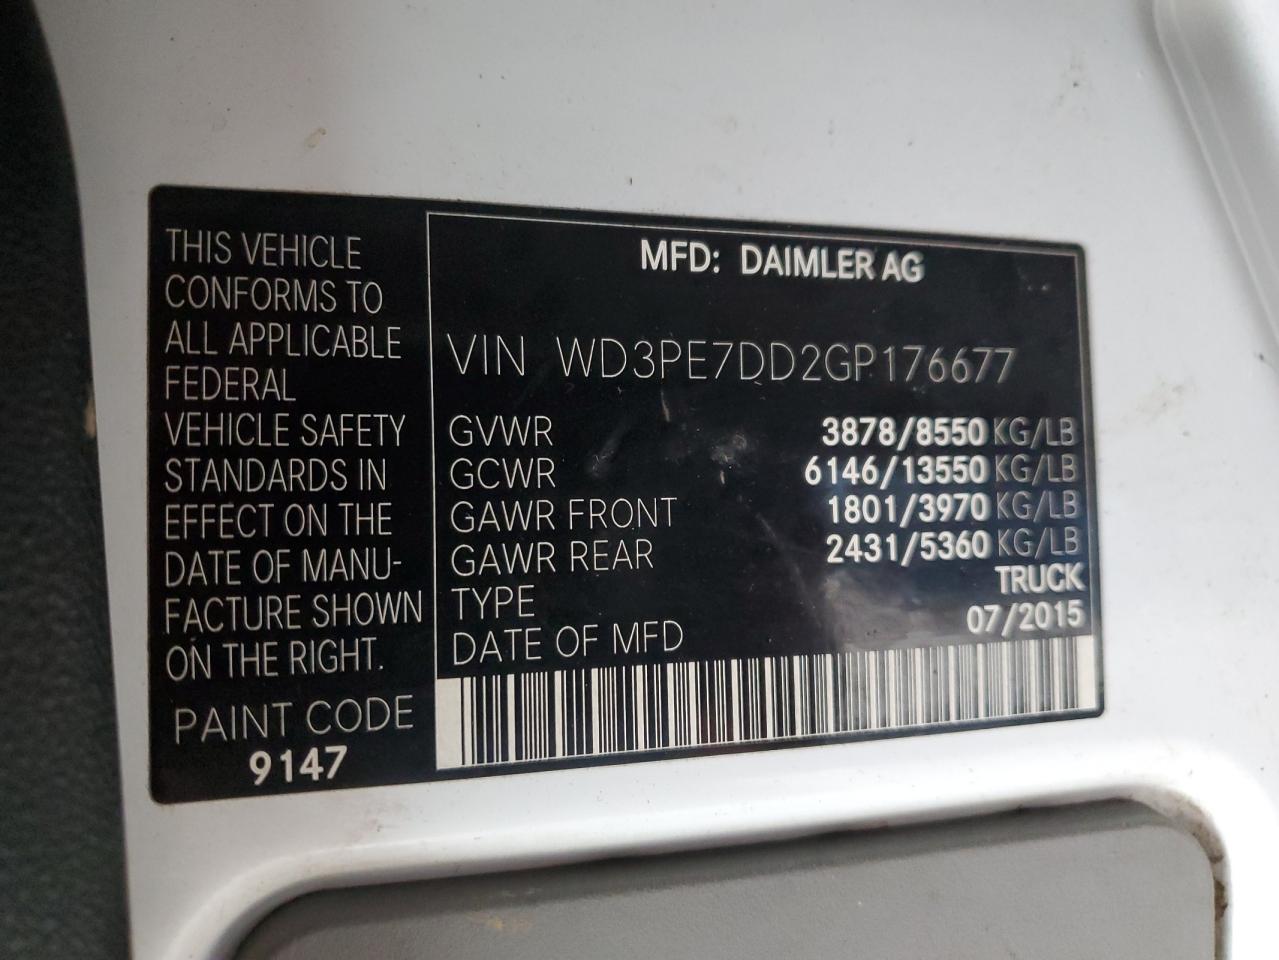 THIS VEHICLE
CONFORMS TO
ALL APPLICABLE
FEDERAL
VEHICLE SAFETY
STANDARDS IN
EFFECT ON THE
DATE OF MANU-
FACTURE SHOWN
ON THE RIGHT.
PAINT CODE
9147
MFD: DAIMLER AG
VIN WD3PE7DD2GP176677
GVWR 3878/8550 KG/LB
GCWR 6146/13550 KG/LB
GAWR FRONT 1801/3970 KG/LB
GAWR REAR 2431/5360 KG/LB
TYPE TRUCK
DATE OF MFD 07/2015